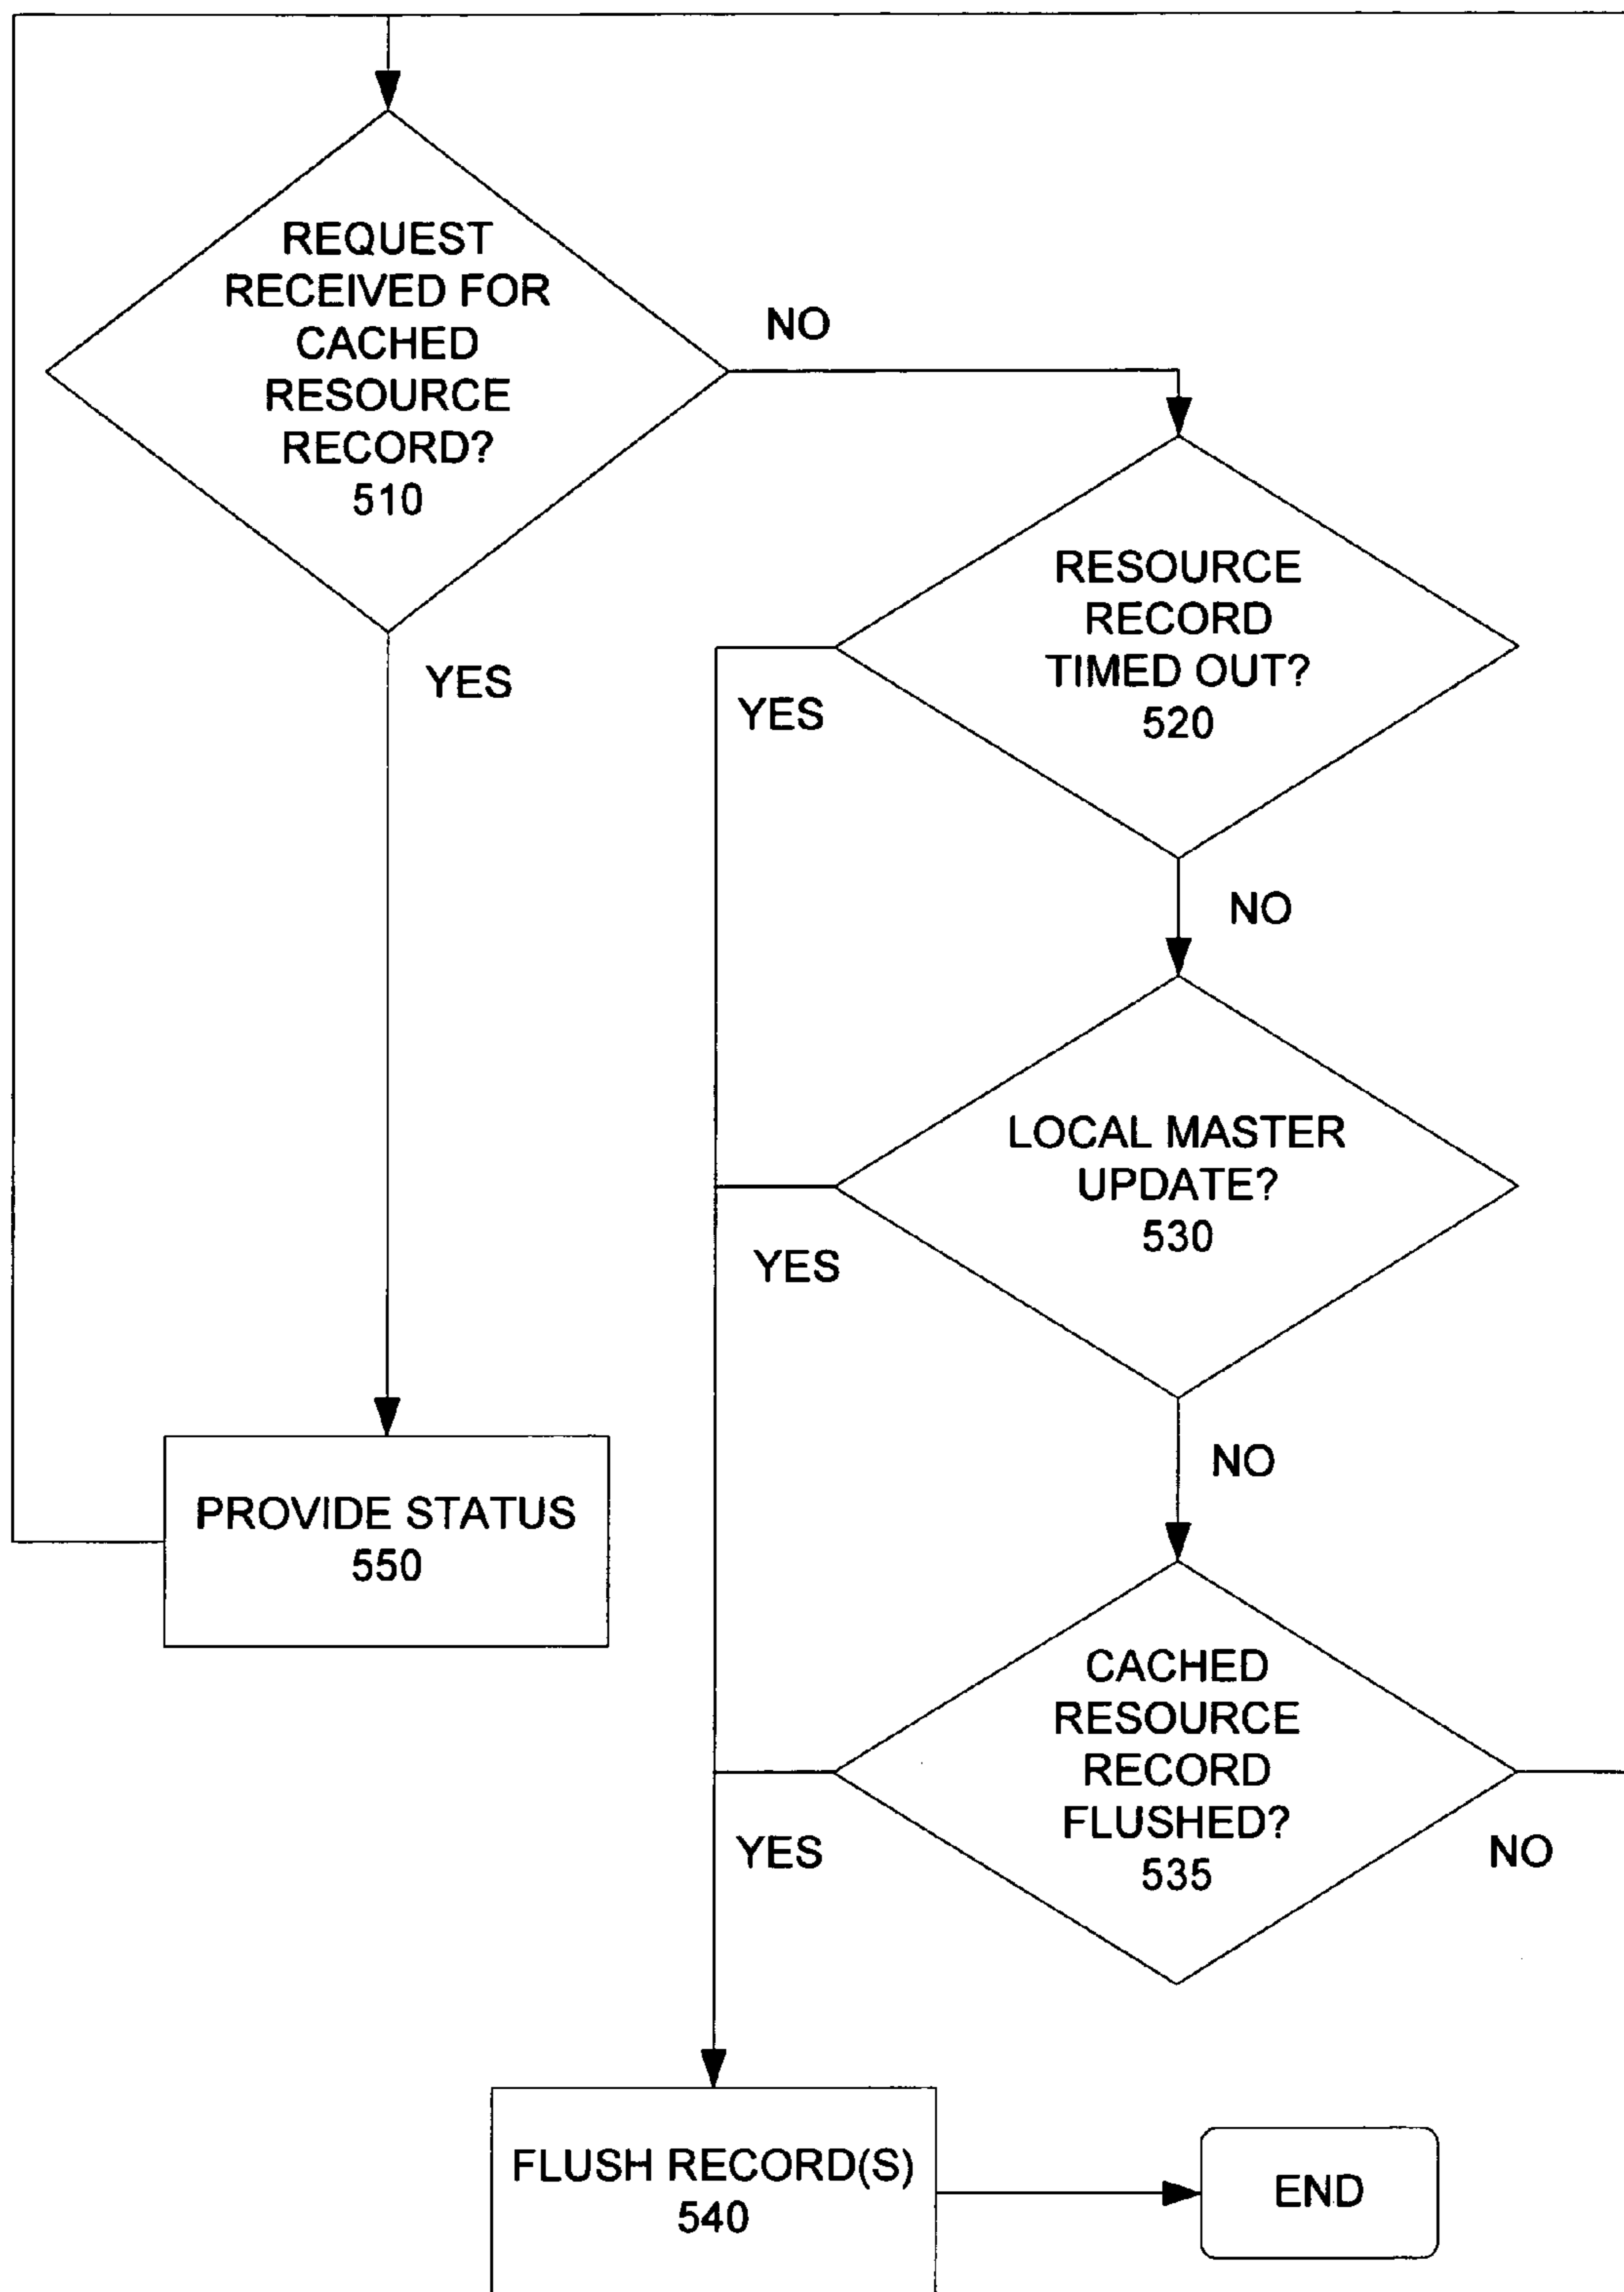 REQUEST
RECEIVED FOR
CACHED
RESOURCE
RECORD?
510
NO
YES
RESOURCE
RECORD
TIMED OUT?
520
YES
NO
LOCAL MASTER
UPDATE?
530
YES
NO
PROVIDE STATUS
550
CACHED
RESOURCE
RECORD
FLUSHED?
535
YES
NO
FLUSH RECORD(S)
540
END